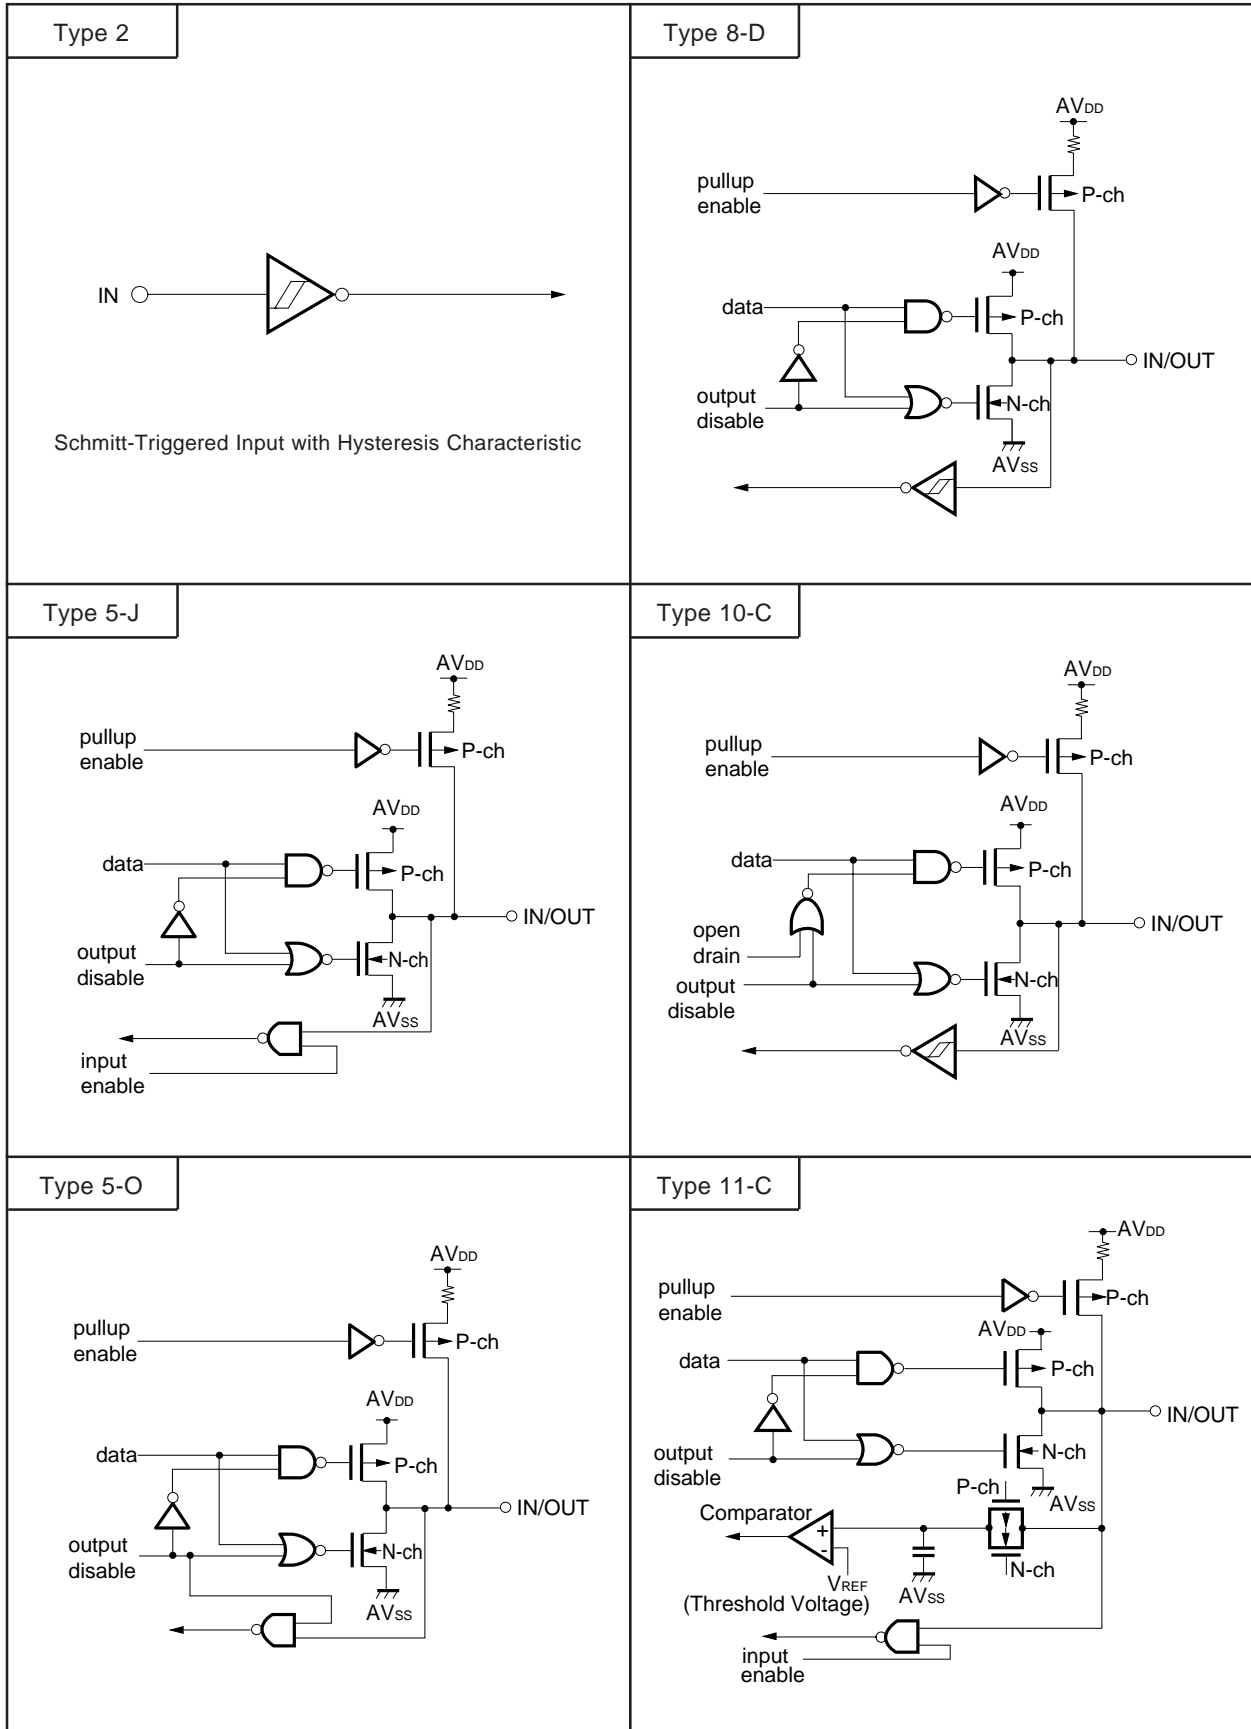 Type 2
IN
Schmitt-Triggered Input with Hysteresis Characteristic
Type 8-D
AVDD
pullup
enable
P-ch
AVDD
data
P-ch
IN/OUT
output
disable
N-ch
AVSS
Type 5-J
AVDD
pullup
enable
P-ch
AVDD
data
P-ch
IN/OUT
output
disable
N-ch
AVSS
input
enable
Type 10-C
AVDD
pullup
enable
P-ch
AVDD
data
P-ch
IN/OUT
open
drain
output
disable
N-ch
AVSS
Type 5-O
AVDD
pullup
enable
P-ch
AVDD
data
P-ch
IN/OUT
output
disable
N-ch
AVSS
Type 11-C
AVDD
pullup
enable
P-ch
AVDD
data
P-ch
IN/OUT
output
disable
N-ch
P-ch
AVSS
Comparator
+
-
N-ch
VREF
AVSS
(Threshold Voltage)
input
enable